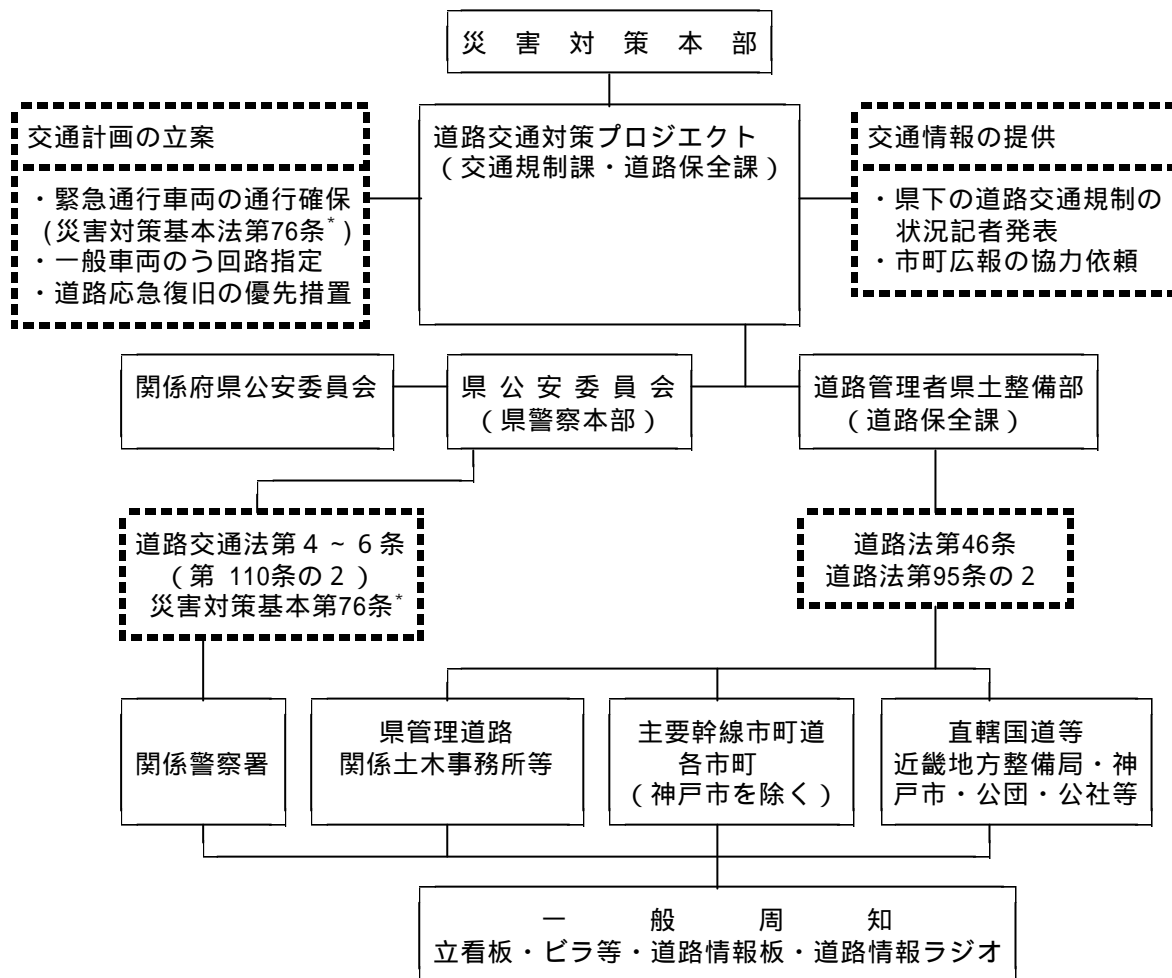 災害対策本部
交通計画の立案
・緊急通行車両の通行確保
(災害対策基本法第76条*)
・一般車両のう回路指定
・道路応急復旧の優先措置
道路交通対策プロジエクト
(交通規制課・道路保全課)
交通情報の提供
・県下の道路交通規制の
状況記者発表
・市町広報の協力依頼
関係府県公安委員会
県公安委員会
(県警察本部)
道路管理者県土整備部
(道路保全課)
道路交通法第4~6条
(第 110条の2)
災害対策基本第76条*
道路法第46条
道路法第95条の2
関係警察署
県管理道路
関係土木事務所等
主要幹線市町道
各市町
(神戸市を除く)
直轄国道等
近畿地方整備局・神
戸市・公団・公社等
一般周知
立看板・ビラ等・道路情報板・道路情報ラジオ